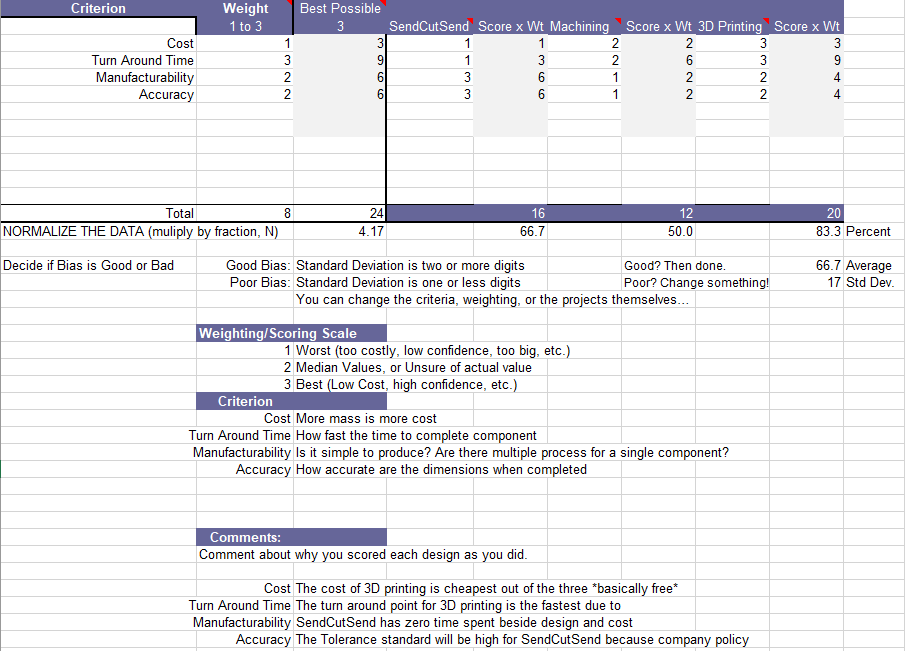 Criterion Weight Best Possible
1 to 3 3 SendCutSend Score x Wt Machining Score x Wt 3D Printing Score x Wt
Cost 1 3 1 1 2 2 3 3
Turn Around Time 3 9 1 3 2 6 3 9
Manufacturability 2 6 3 6 1 2 2 4
Accuracy 2 6 3 6 1 2 2 4
Total 8 24 16 12 20
NORMALIZE THE DATA (muliply by fraction, N) 4.17 66.7 50.0 83.3 Percent
Decide if Bias is Good or Bad Good Bias: Standard Deviation is two or more digits Good? Then done. 66.7 Average
Poor Bias: Standard Deviation is one or less digits Poor? Change something! 17 Std Dev.
You can change the criteria, weighting, or the projects themselves...
Weighting/Scoring Scale
1 Worst (too costly, low confidence, too big, etc.)
2 Median Values, or Unsure of actual value
3 Best (Low Cost, high confidence, etc.)
Criterion
Cost More mass is more cost
Turn Around Time How fast the time to complete component
Manufacturability Is it simple to produce? Are there multiple process for a single component?
Accuracy How accurate are the dimensions when completed
Comments:
Comment about why you scored each design as you did.
Cost The cost of 3D printing is cheapest out of the three *basically free*
Turn Around Time The turn around point for 3D printing is the fastest due to
Manufacturability SendCutSend has zero time spent beside design and cost
Accuracy The Tolerance standard will be high for SendCutSend because company policy